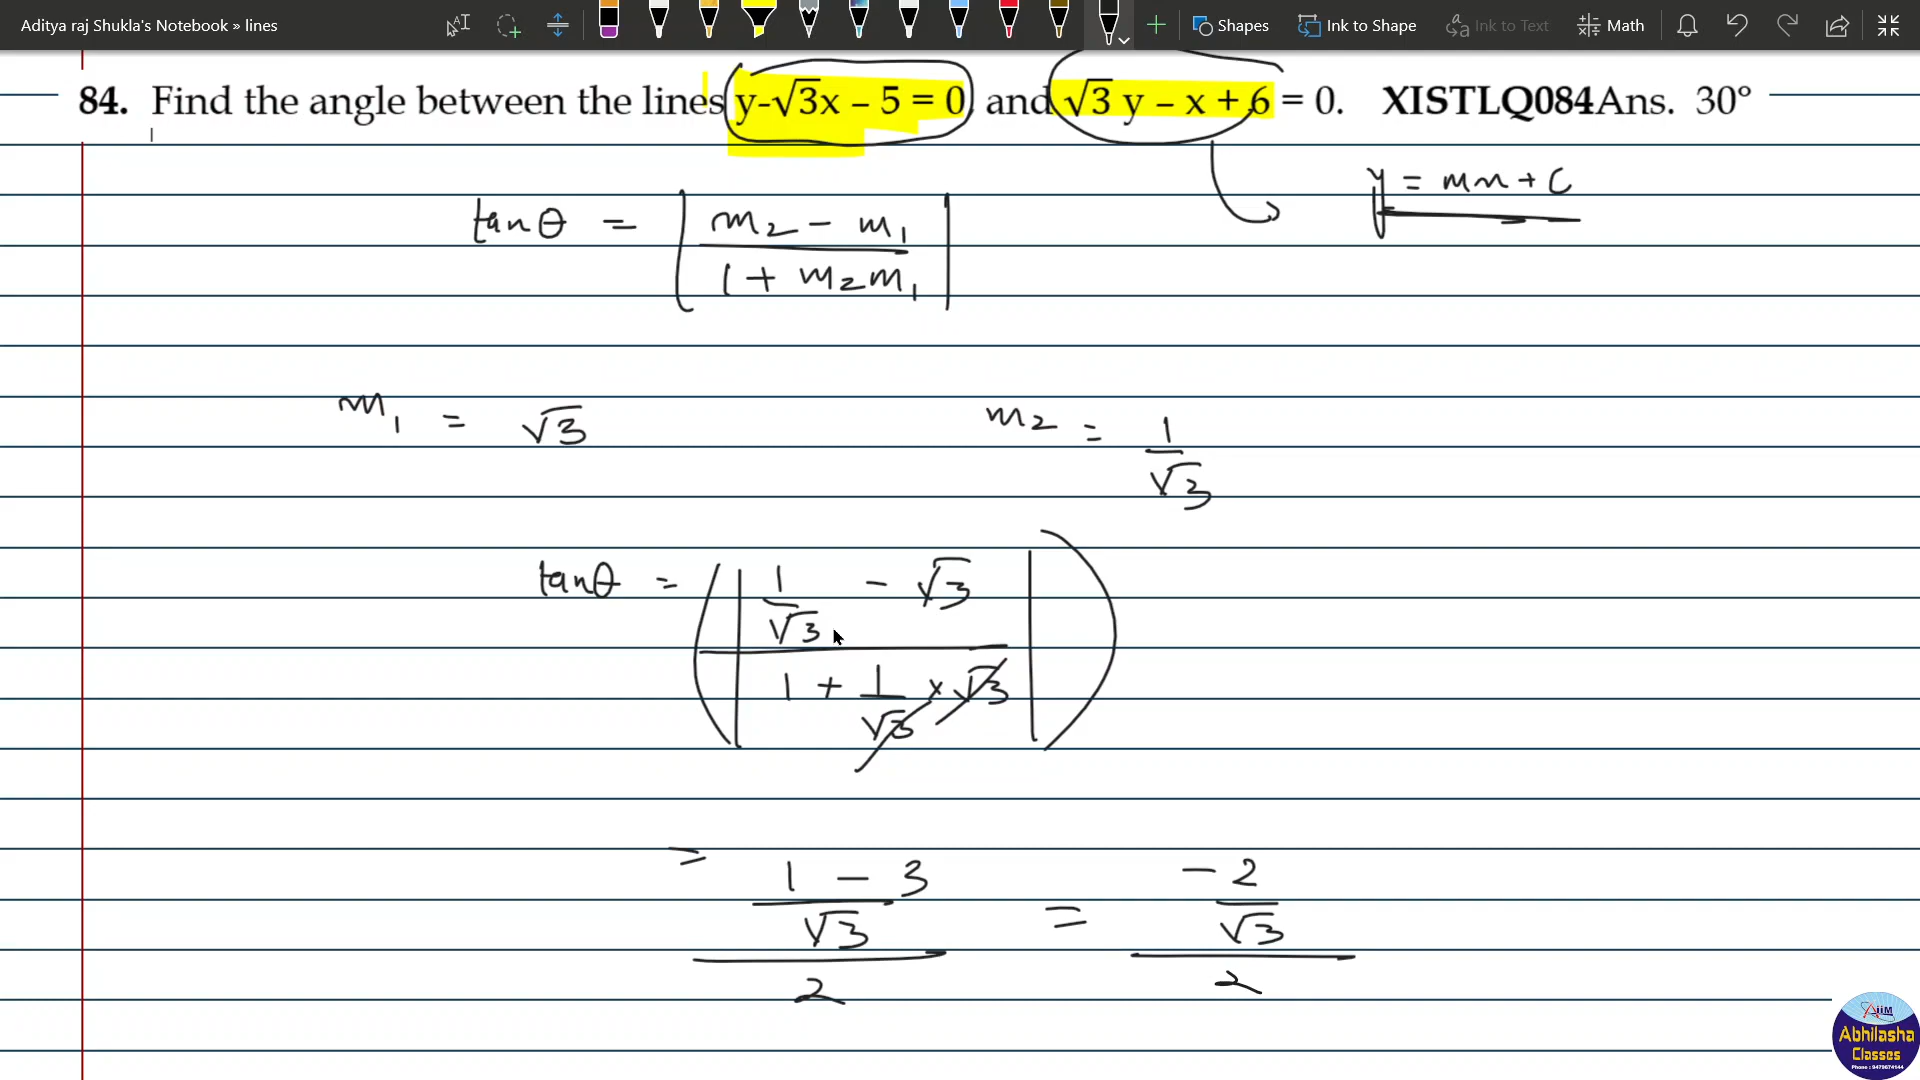 Aditya raj Shukla's Notebook » lines
Shapes
Ink to Shape
Ink to Text
Math
84. Find the angle between the lines y-√3x – 5 = 0 and √3 y – x + 6 = 0. XISTLQ084Ans. 30°
y = mx + c
tanθ = | (m2 - m1) / (1 + m2m1) |
m1 = √3
m2 = 1/√3
tanθ = ( | (1/√3 - √3) / (1 + 1/√3 × √3) | )
= ((1 - 3)/√3) / 2 = (-2/√3) / 2
AiiM
Abhilasha
Classes
Phone : 9479874144